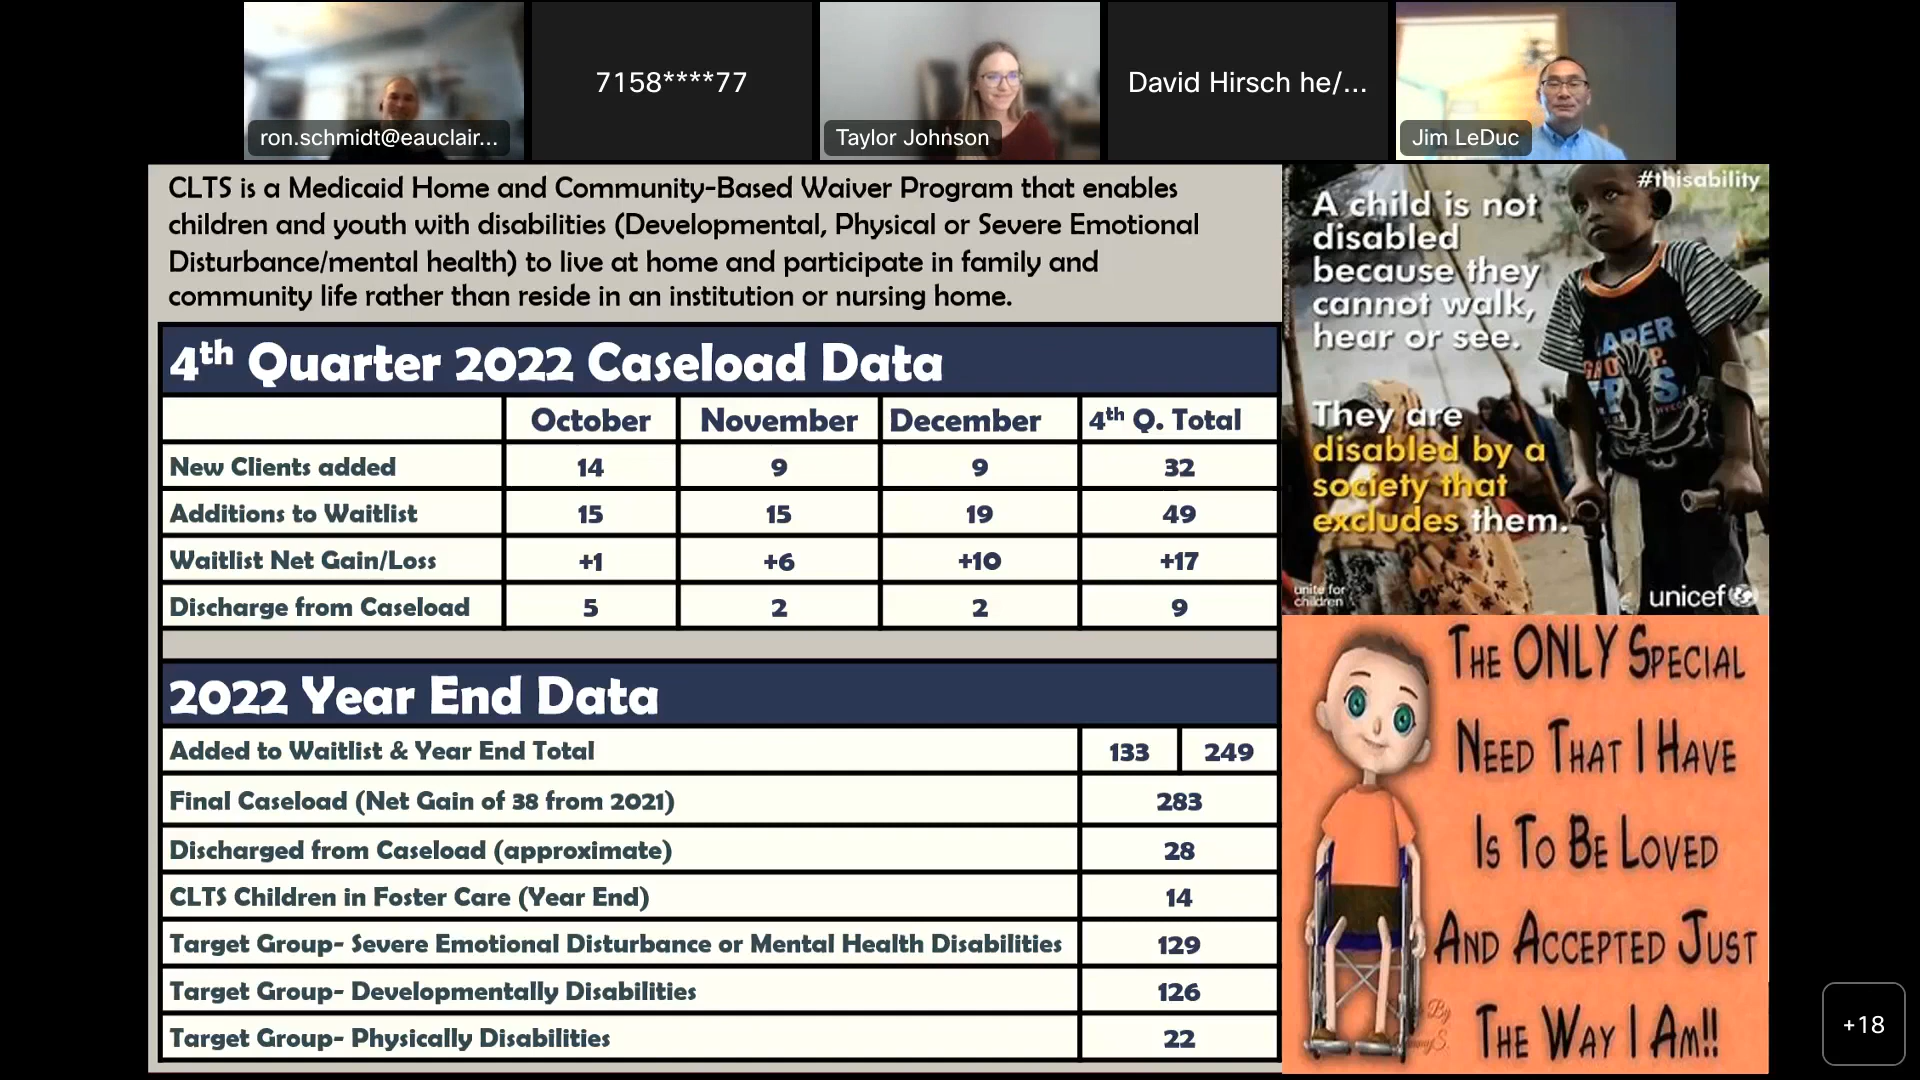 ron.schmidt@eauclair...
7158****77
Taylor Johnson
David Hirsch he/...
Jim LeDuc
CLTS is a Medicaid Home and Community-Based Waiver Program that enables
children and youth with disabilities (Developmental, Physical or Severe Emotional
Disturbance/mental health) to live at home and participate in family and
community life rather than reside in an institution or nursing home.
4th Quarter 2022 Caseload Data
October November December 4th Q. Total
New Clients added 14 9 9 32
Additions to Waitlist 15 15 19 49
Waitlist Net Gain/Loss +1 +6 +10 +17
Discharge from Caseload 5 2 2 9
2022 Year End Data
Added to Waitlist & Year End Total 133 249
Final Caseload (Net Gain of 38 from 2021) 283
Discharged from Caseload (approximate) 28
CLTS Children in Foster Care (Year End) 14
Target Group- Severe Emotional Disturbance or Mental Health Disabilities 129
Target Group- Developmentally Disabilities 126
Target Group- Physically Disabilities 22
#thisability
A child is not
disabled
because they
cannot walk,
hear or see.
They are
disabled by a
society that
excludes them.
unite for
children
unicef
THE ONLY SPECIAL
NEED THAT I HAVE
IS TO BE LOVED
AND ACCEPTED JUST
THE WAY I AM!!
+18